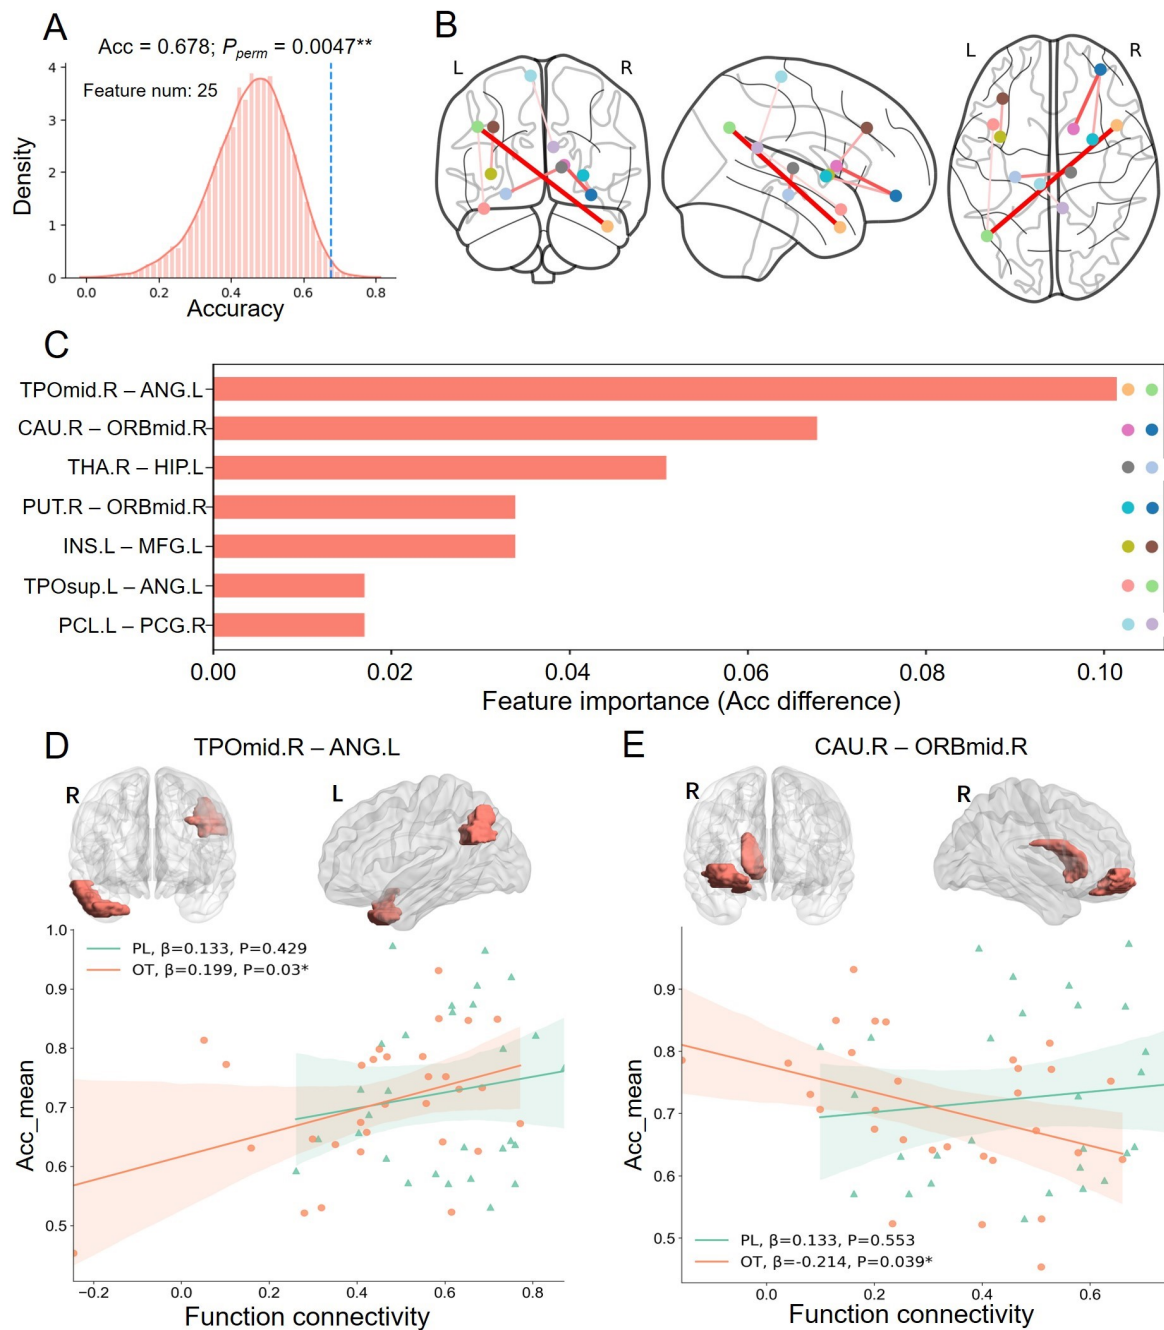 A
Acc = 0.678; P_perm = 0.0047**
Feature num: 25
Density
4
3
2
1
0
0.0 0.2 0.4 0.6 0.8
Accuracy
B
L R
L R
C
TPOmid.R – ANG.L
CAU.R – ORBmid.R
THA.R – HIP.L
PUT.R – ORBmid.R
INS.L – MFG.L
TPOsup.L – ANG.L
PCL.L – PCG.R
0.00 0.02 0.04 0.06 0.08 0.10
Feature importance (Acc difference)
D
TPOmid.R – ANG.L
R
L
PL, β=0.133, P=0.429
OT, β=0.199, P=0.03*
Acc_mean
1.0
0.9
0.8
0.7
0.6
0.5
−0.2 0.0 0.2 0.4 0.6 0.8
Function connectivity
E
CAU.R – ORBmid.R
R
R
Acc_mean
0.9
0.8
0.7
0.6
0.5
PL, β=0.133, P=0.553
OT, β=-0.214, P=0.039*
0.0 0.2 0.4 0.6
Function connectivity